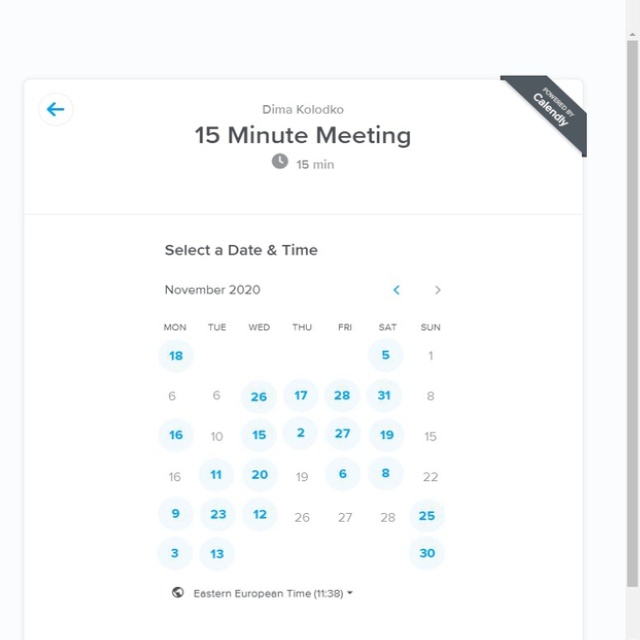 POWERED BY
Calendly
Dima Kolodko
15 Minute Meeting
15 min
Select a Date & Time
November 2020
MON TUE WED THU FRI SAT SUN
18 5 1
6 6 26 17 28 31 8
16 10 15 2 27 19 15
16 11 20 19 6 8 22
9 23 12 26 27 28 25
3 13 30
Eastern European Time (11:38)